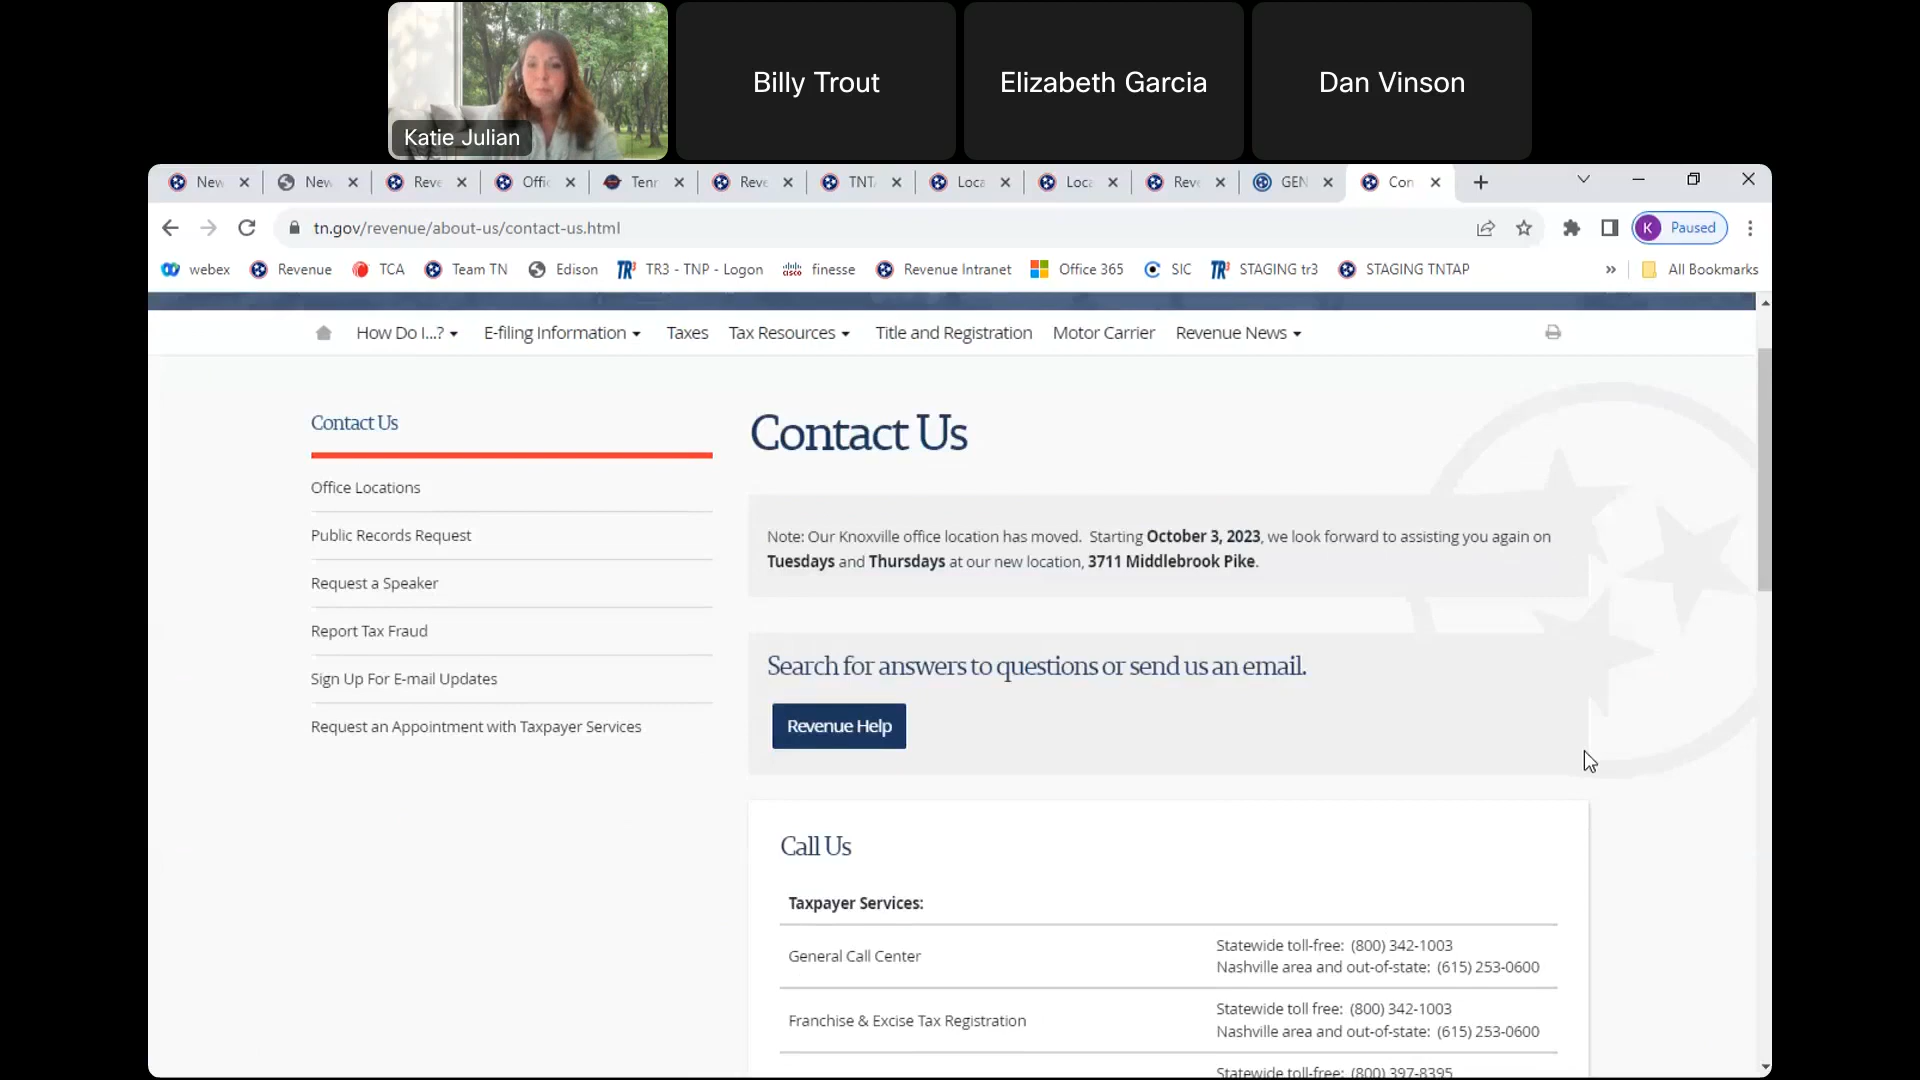 Katie Julian
Billy Trout
Elizabeth Garcia
Dan Vinson
New
New
Reve
Offic
Tenn
Reve
TNT
Loca
Loca
Reve
GEN
Con
tn.gov/revenue/about-us/contact-us.html
K Paused
webex Revenue TCA Team TN Edison TR3 - TNP - Logon finesse Revenue Intranet Office 365 SIC STAGING tr3 STAGING TNTAP » All Bookmarks
How Do I...? E-filing Information Taxes Tax Resources Title and Registration Motor Carrier Revenue News
Contact Us
Office Locations
Public Records Request
Request a Speaker
Report Tax Fraud
Sign Up For E-mail Updates
Request an Appointment with Taxpayer Services
Contact Us
Note: Our Knoxville office location has moved. Starting October 3, 2023, we look forward to assisting you again on
Tuesdays and Thursdays at our new location, 3711 Middlebrook Pike.
Search for answers to questions or send us an email.
Revenue Help
Call Us
Taxpayer Services:
General Call Center
Statewide toll-free: (800) 342-1003
Nashville area and out-of-state: (615) 253-0600
Franchise & Excise Tax Registration
Statewide toll free: (800) 342-1003
Nashville area and out-of-state: (615) 253-0600
Statewide toll-free: (800) 397-8395